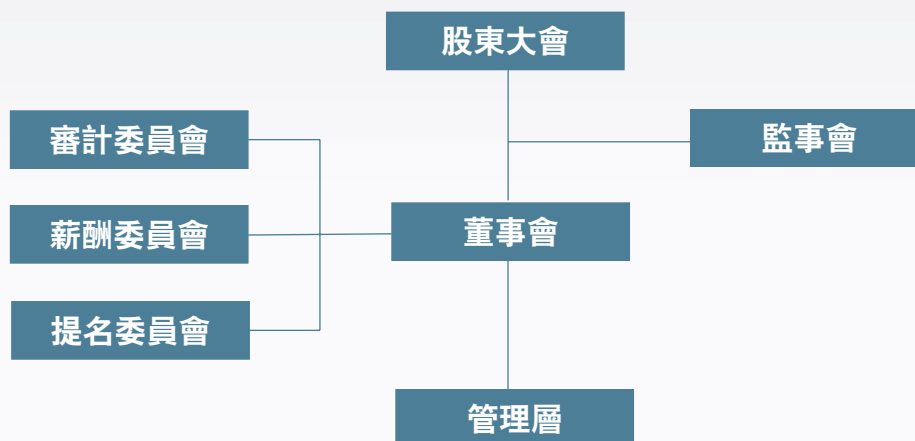 股東大會
審計委員會
監事會
薪酬委員會
董事會
提名委員會
管理層